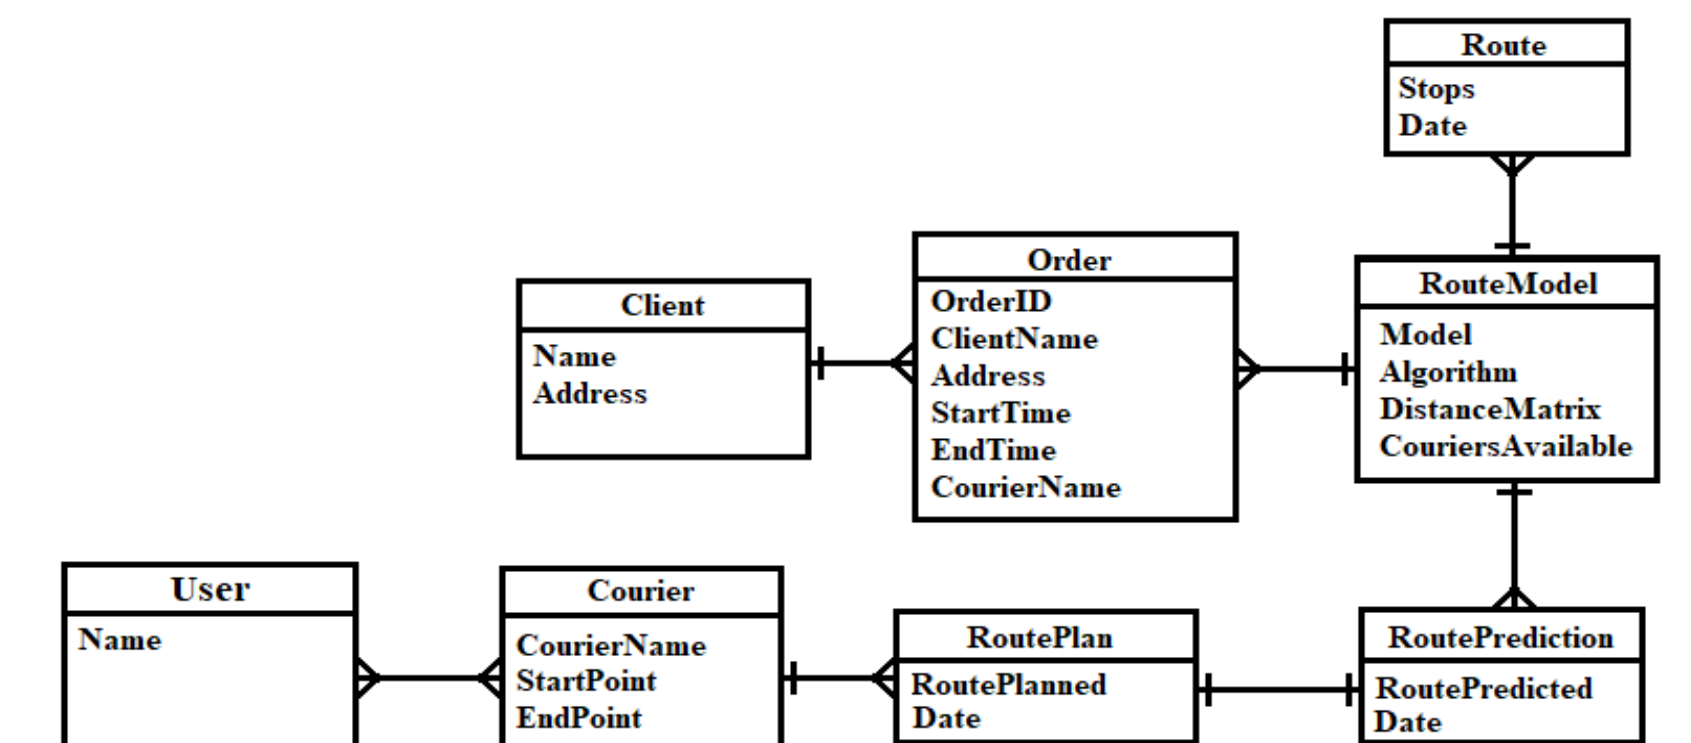 Route
Stops
Date
Order
OrderID
ClientName
Address
StartTime
EndTime
CourierName
RouteModel
Model
Algorithm
DistanceMatrix
CouriersAvailable
Client
Name
Address
User
Name
Courier
CourierName
StartPoint
EndPoint
RoutePlan
RoutePlanned
Date
RoutePrediction
RoutePredicted
Date